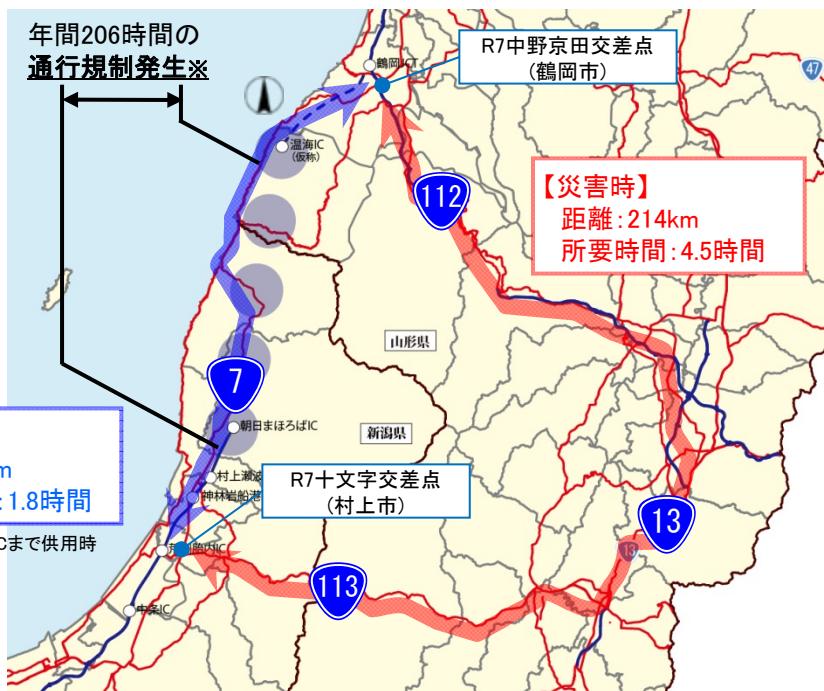 年間206時間の
通行規制発生※
鶴岡JCT
R7中野京田交差点
(鶴岡市)
47
温海IC
(仮称)
112
【災害時】
距離:214km
所要時間:4.5時間
山形県
7
朝日まほろばIC
新潟県
m
:1.8時間
村上瀬波
神林岩船港
R7十文字交差点
(村上市)
Cまで供用時
胎内IC
13
13
113
中条IC